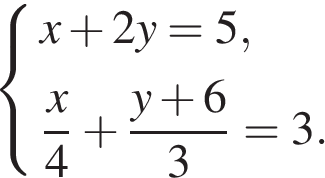 x + 2y = 5,
x/4 + (y + 6)/3 = 3.